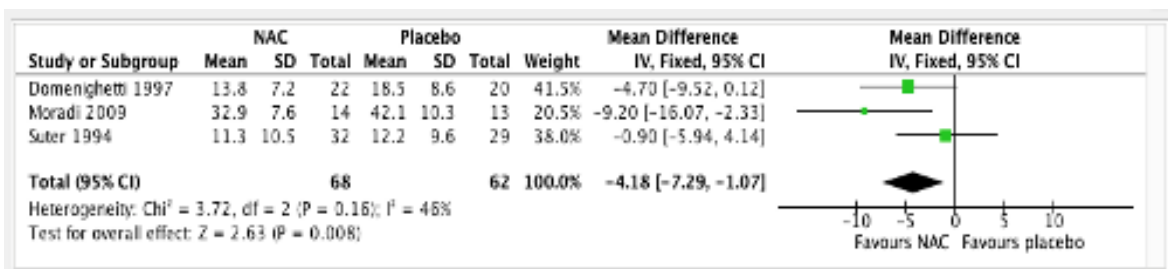 NAC Placebo Mean Difference Mean Difference
Study or Subgroup Mean SD Total Mean SD Total Weight IV, Fixed, 95% CI IV, Fixed, 95% CI
Domenighetti 1997 13.8 7.2 22 18.5 8.6 20 41.5% -4.70 [-9.52, 0.12]
Moradi 2009 32.9 7.6 14 42.1 10.3 13 20.5% -9.20 [-16.07, -2.33]
Suter 1994 11.3 10.5 32 12.2 9.6 29 38.0% -0.90 [-5.94, 4.14]
Total (95% CI) 68 62 100.0% -4.18 [-7.29, -1.07]
Heterogeneity: Chi² = 3.72, df = 2 (P = 0.16); I² = 46%
Test for overall effect: Z = 2.63 (P = 0.008)
-10 -5 0 5 10
Favours NAC Favours placebo